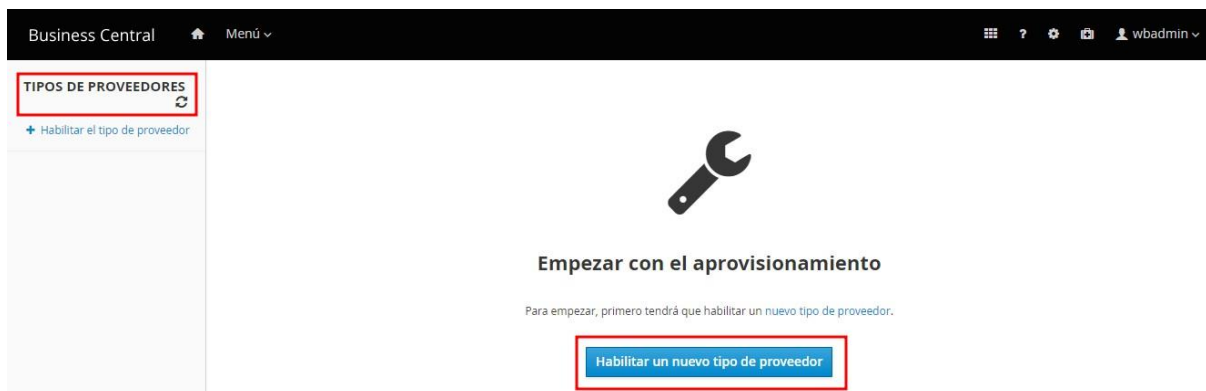 Business Central Menú ? wbadmin
TIPOS DE PROVEEDORES
+ Habilitar el tipo de proveedor
Empezar con el aprovisionamiento
Para empezar, primero tendrá que habilitar un nuevo tipo de proveedor.
Habilitar un nuevo tipo de proveedor